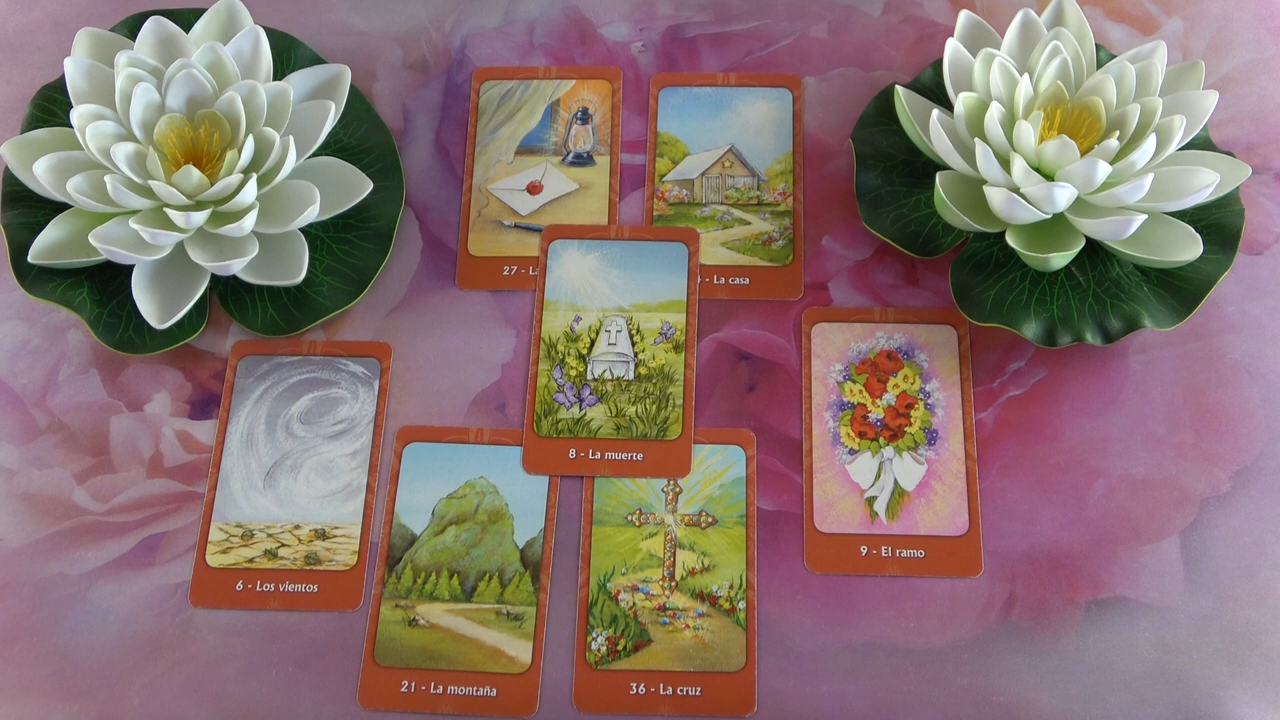 27 - La
La casa
8 - La muerte
9 - El ramo
6 - Los vientos
21 - La montaña
36 - La cruz